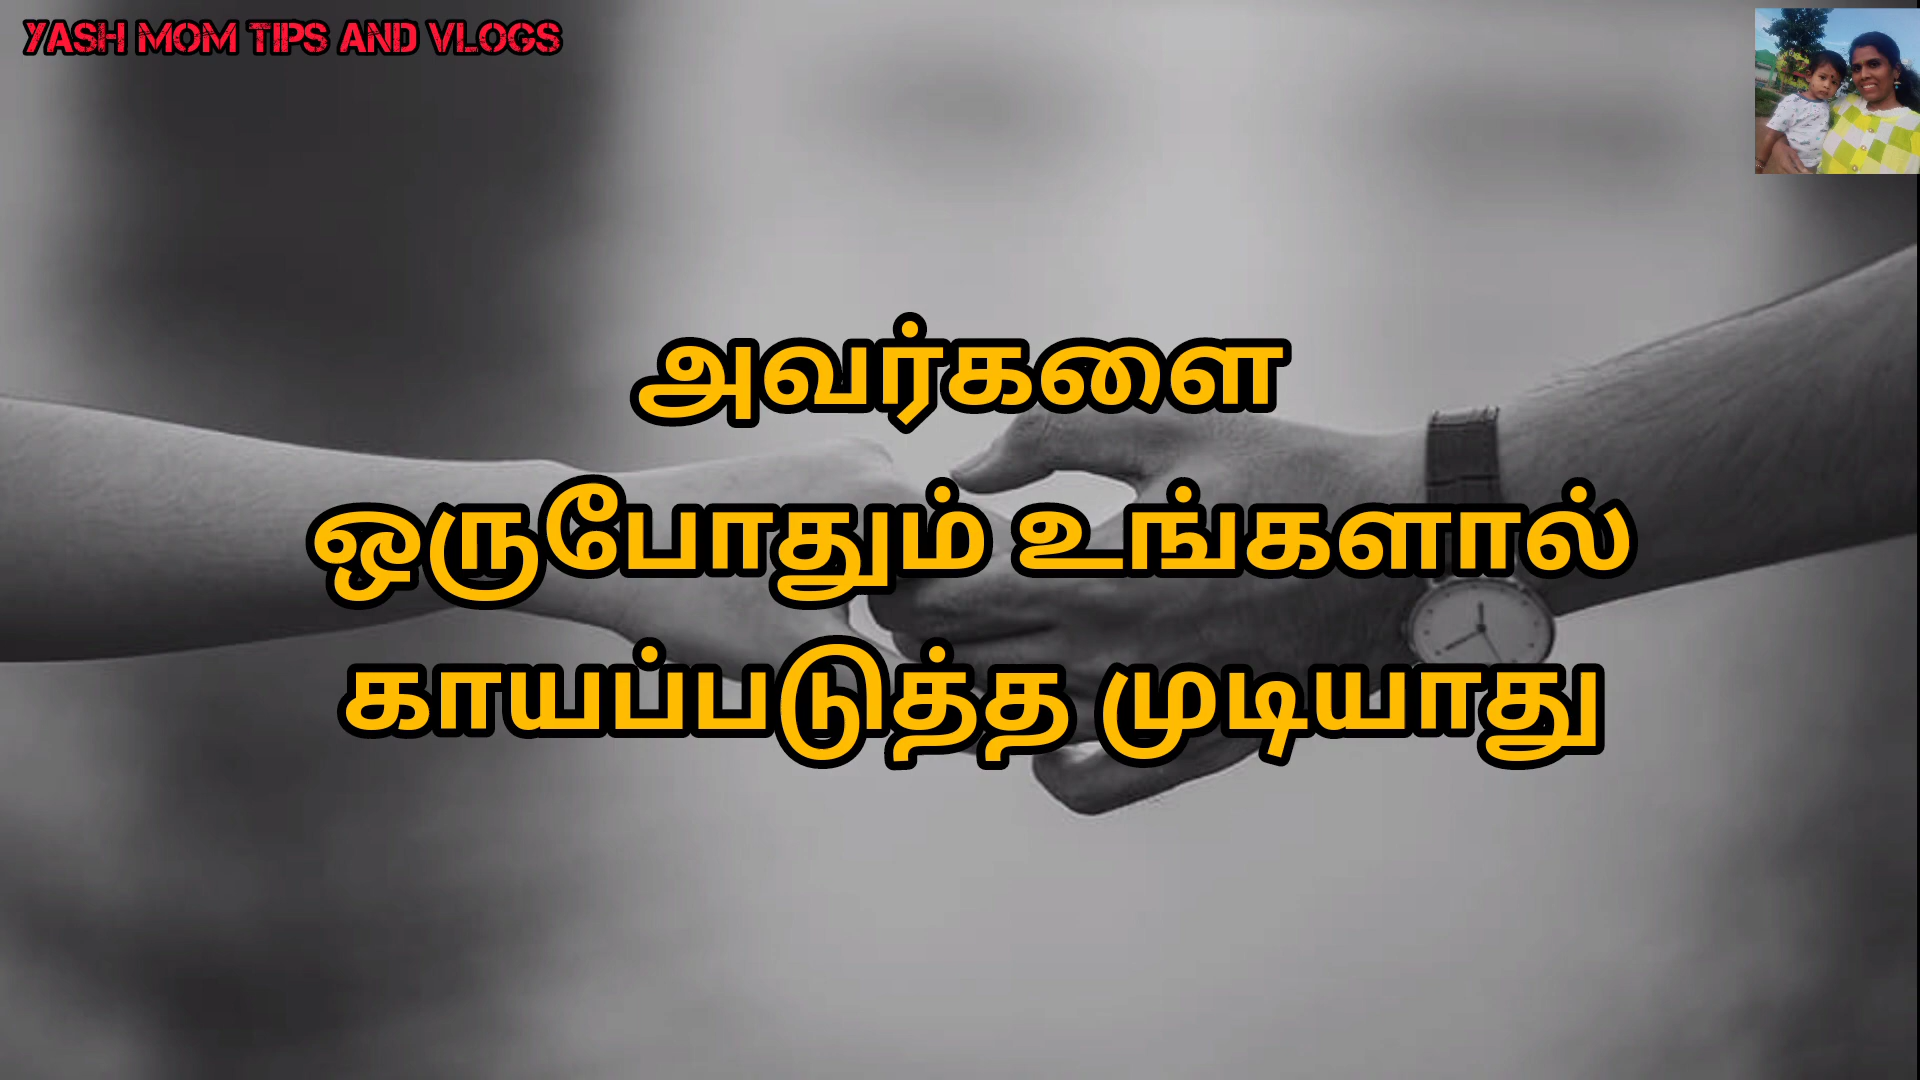 YASH MOM TIPS AND VLOGS
அவர்களை
ஒருபோதும் உங்களால்
காயப்படுத்த முடியாது